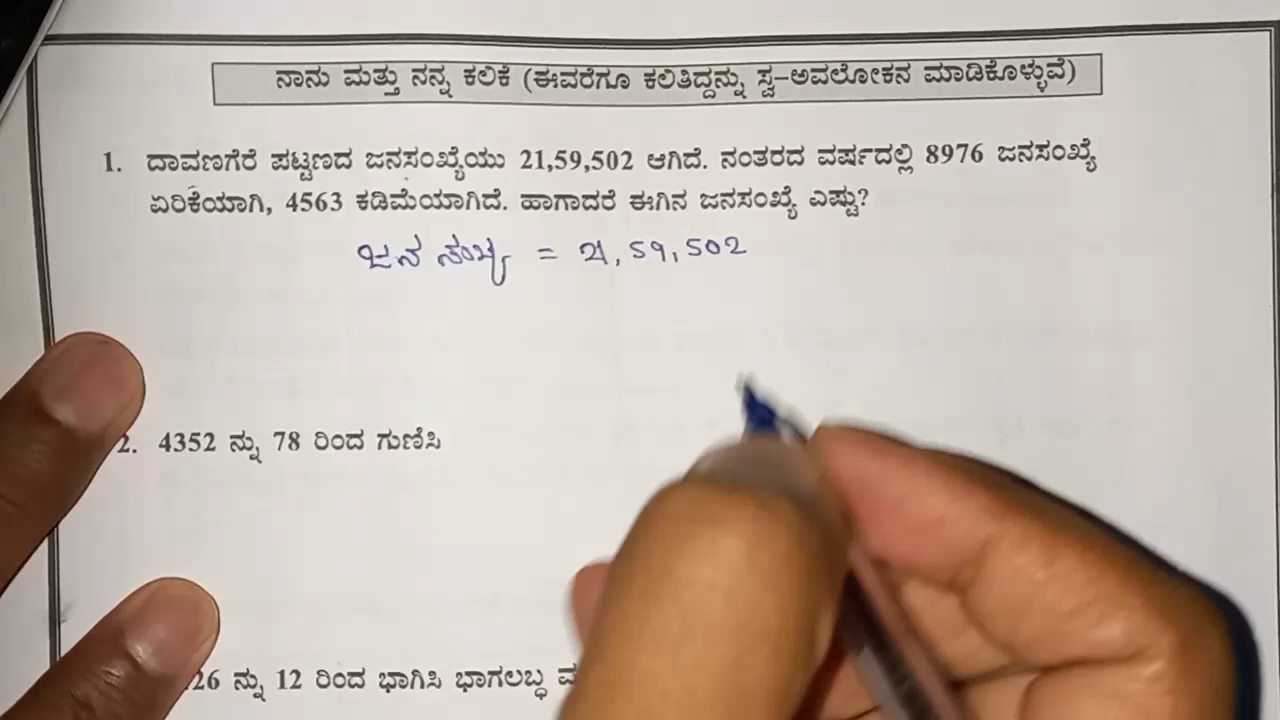 ನಾನು ಮತ್ತು ನನ್ನ ಕಲಿಕೆ (ಈವರೆಗೂ ಕಲಿತಿದ್ದನ್ನು ಸ್ವ-ಅವಲೋಕನ ಮಾಡಿಕೊಳ್ಳುವೆ)
1. ದಾವಣಗೆರೆ ಪಟ್ಟಣದ ಜನಸಂಖ್ಯೆಯು 21,59,502 ಆಗಿದೆ. ನಂತರದ ವರ್ಷದಲ್ಲಿ 8976 ಜನಸಂಖ್ಯೆ
ಏರಿಕೆಯಾಗಿ, 4563 ಕಡಿಮೆಯಾಗಿದೆ. ಹಾಗಾದರೆ ಈಗಿನ ಜನಸಂಖ್ಯೆ ಎಷ್ಟು?
ಜನ ಸಂಖ್ಯ = 21,59,502
2. 4352 ನ್ನು 78 ರಿಂದ ಗುಣಿಸಿ
26 ನ್ನು 12 ರಿಂದ ಭಾಗಿಸಿ ಭಾಗಲಬ್ಧ